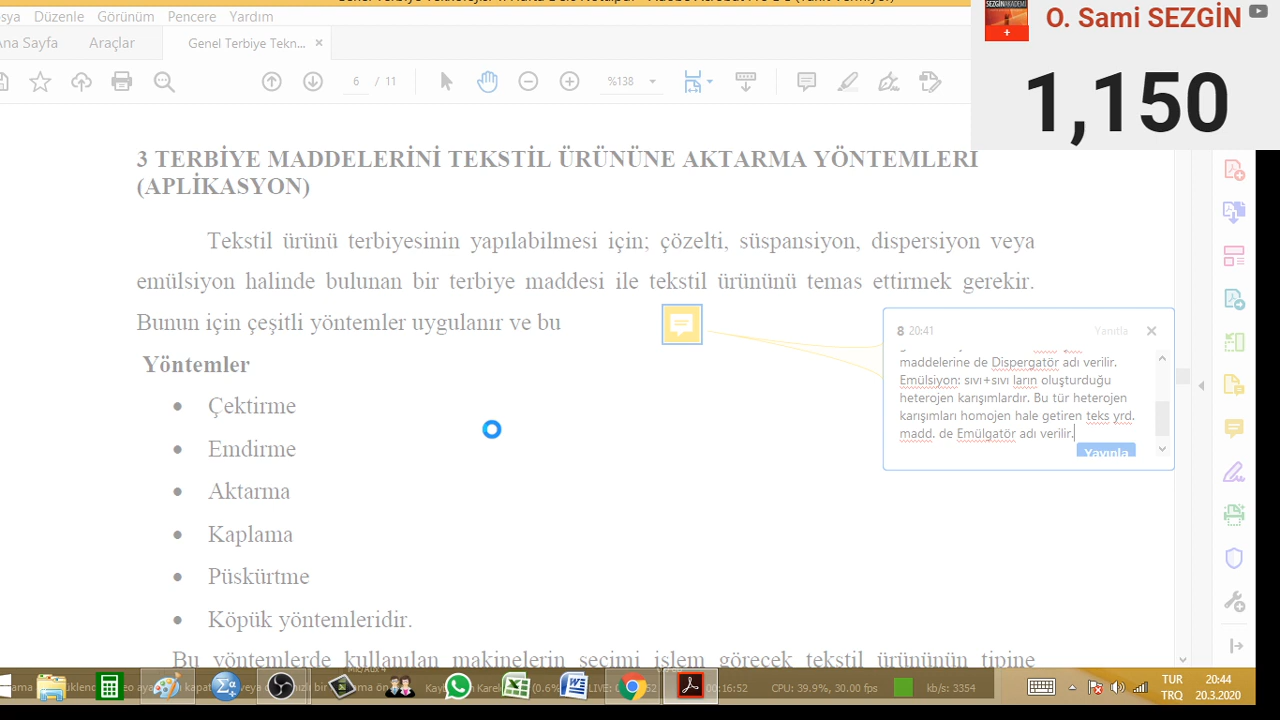 O. Sami SEZGİN
SEZGİNAKADEMİ
1,150
Düzenle Görünüm Pencere Yardım
Ana Sayfa Araçlar Genel Terbiye Tekn... ×
6 / 11 %138
3 TERBİYE MADDELERİNİ TEKSTİL ÜRÜNÜNE AKTARMA YÖNTEMLERİ
(APLİKASYON)
Tekstil ürünü terbiyesinin yapılabilmesi için; çözelti, süspansiyon, dispersiyon veya
emülsiyon halinde bulunan bir terbiye maddesi ile tekstil ürününü temas ettirmek gerekir.
Bunun için çeşitli yöntemler uygulanır ve bu
8 20:41 Yanıtla
maddelerine de Dispergatör adı verilir.
Emülsiyon: sıvı+sıvı ların oluşturduğu
heterojen karışımlardır. Bu tür heterojen
karışımları homojen hale getiren teks yrd.
madd. de Emülgatör adı verilir.
Yayınla
Yöntemler
• Çektirme
• Emdirme
• Aktarma
• Kaplama
• Püskürtme
• Köpük yöntemleridir.
Bu yöntemlerde kullanılan makinelerin seçimi işlem görecek tekstil ürününün tipine
LIVE: CPU: 39.9%, 30.00 fps kb/s: 3354
TUR 20:44
TRQ 20.3.2020